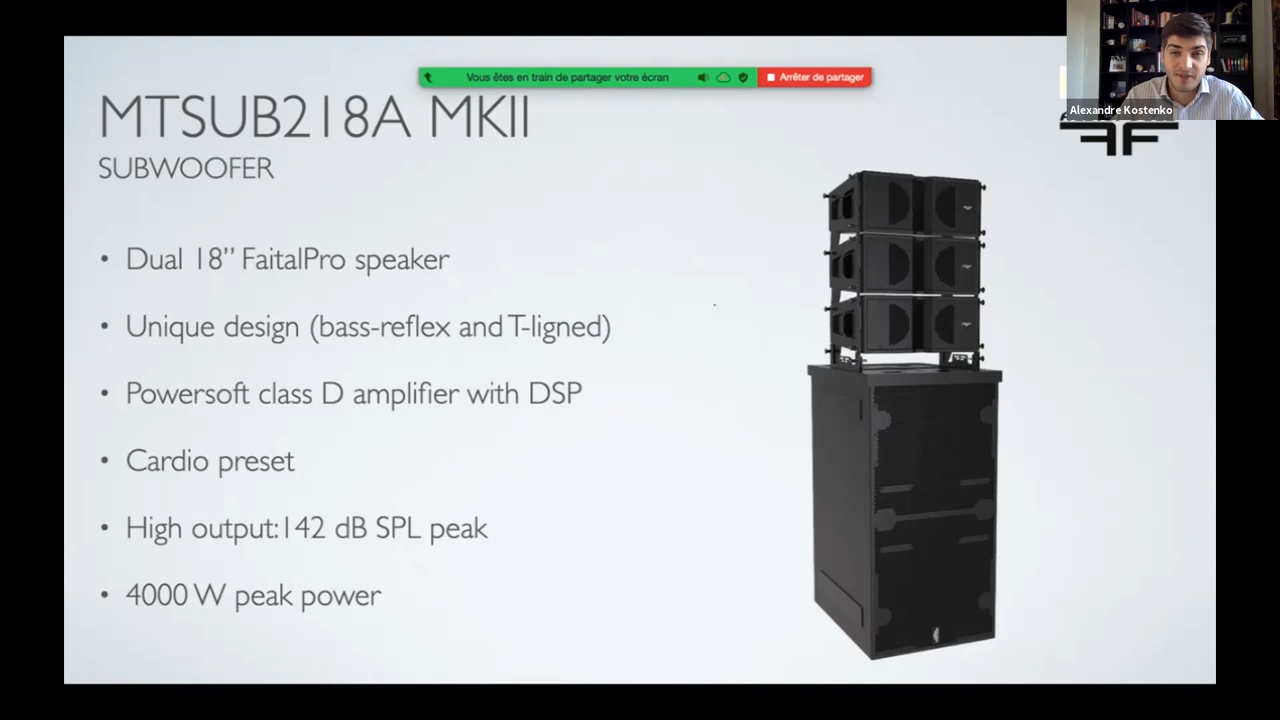 Vous êtes en train de partager votre écran
Arrêter de partager
Alexandre Kostenko
MTSUB218A MKII
SUBWOOFER
• Dual 18” FaitalPro speaker
• Unique design (bass-reflex and T-ligned)
• Powersoft class D amplifier with DSP
• Cardio preset
• High output:142 dB SPL peak
• 4000 W peak power